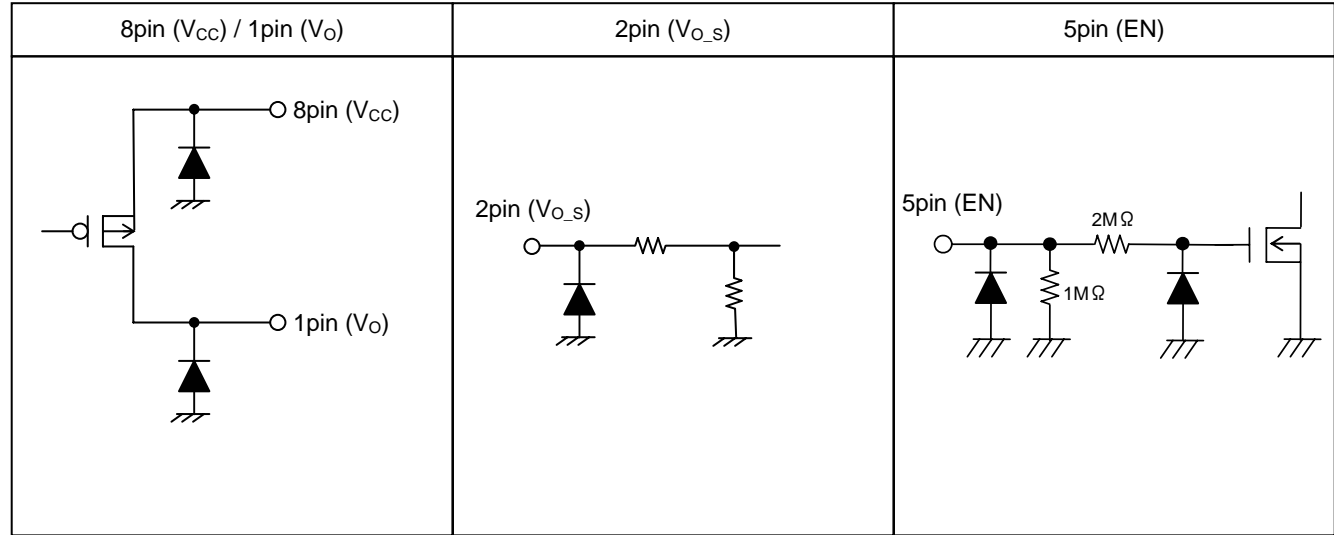 8pin (VCC) / 1pin (VO)
2pin (VO_S)
5pin (EN)
8pin (VCC)
1pin (VO)
2pin (VO_S)
5pin (EN)
2MΩ
1MΩ